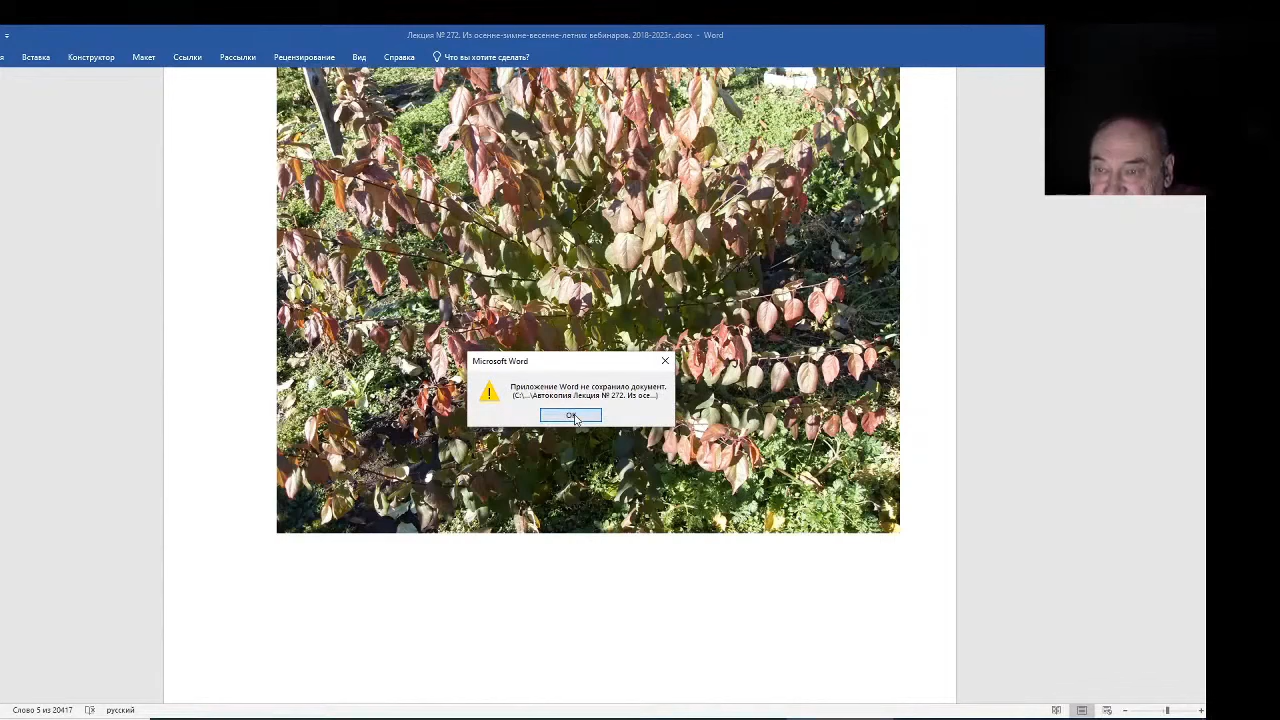 Лекция № 272. Из осенне-зимне-весенне-летних вебинаров. 2018-2023г..docx - Word
я Вставка Конструктор Макет Ссылки Рассылки Рецензирование Вид Справка Что вы хотите сделать?
Microsoft Word
Приложение Word не сохранило документ.
(C:\...\Автокопия Лекция № 272. Из осе...)
ОК
Слово 5 из 20417 русский